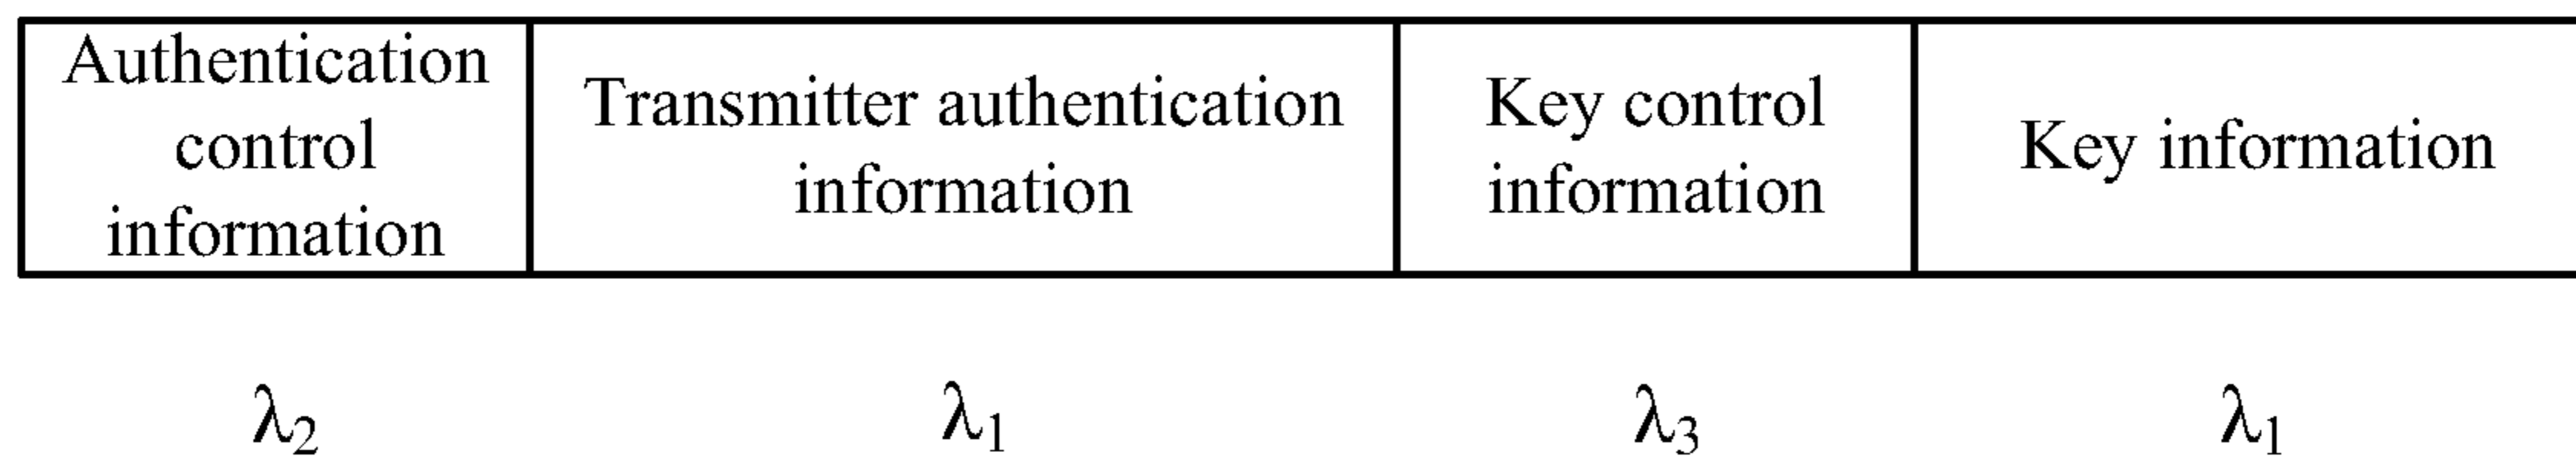 Authentication
control
information
Transmitter authentication
information
Key control
information
Key information
λ₂
λ₁
λ₃
λ₁